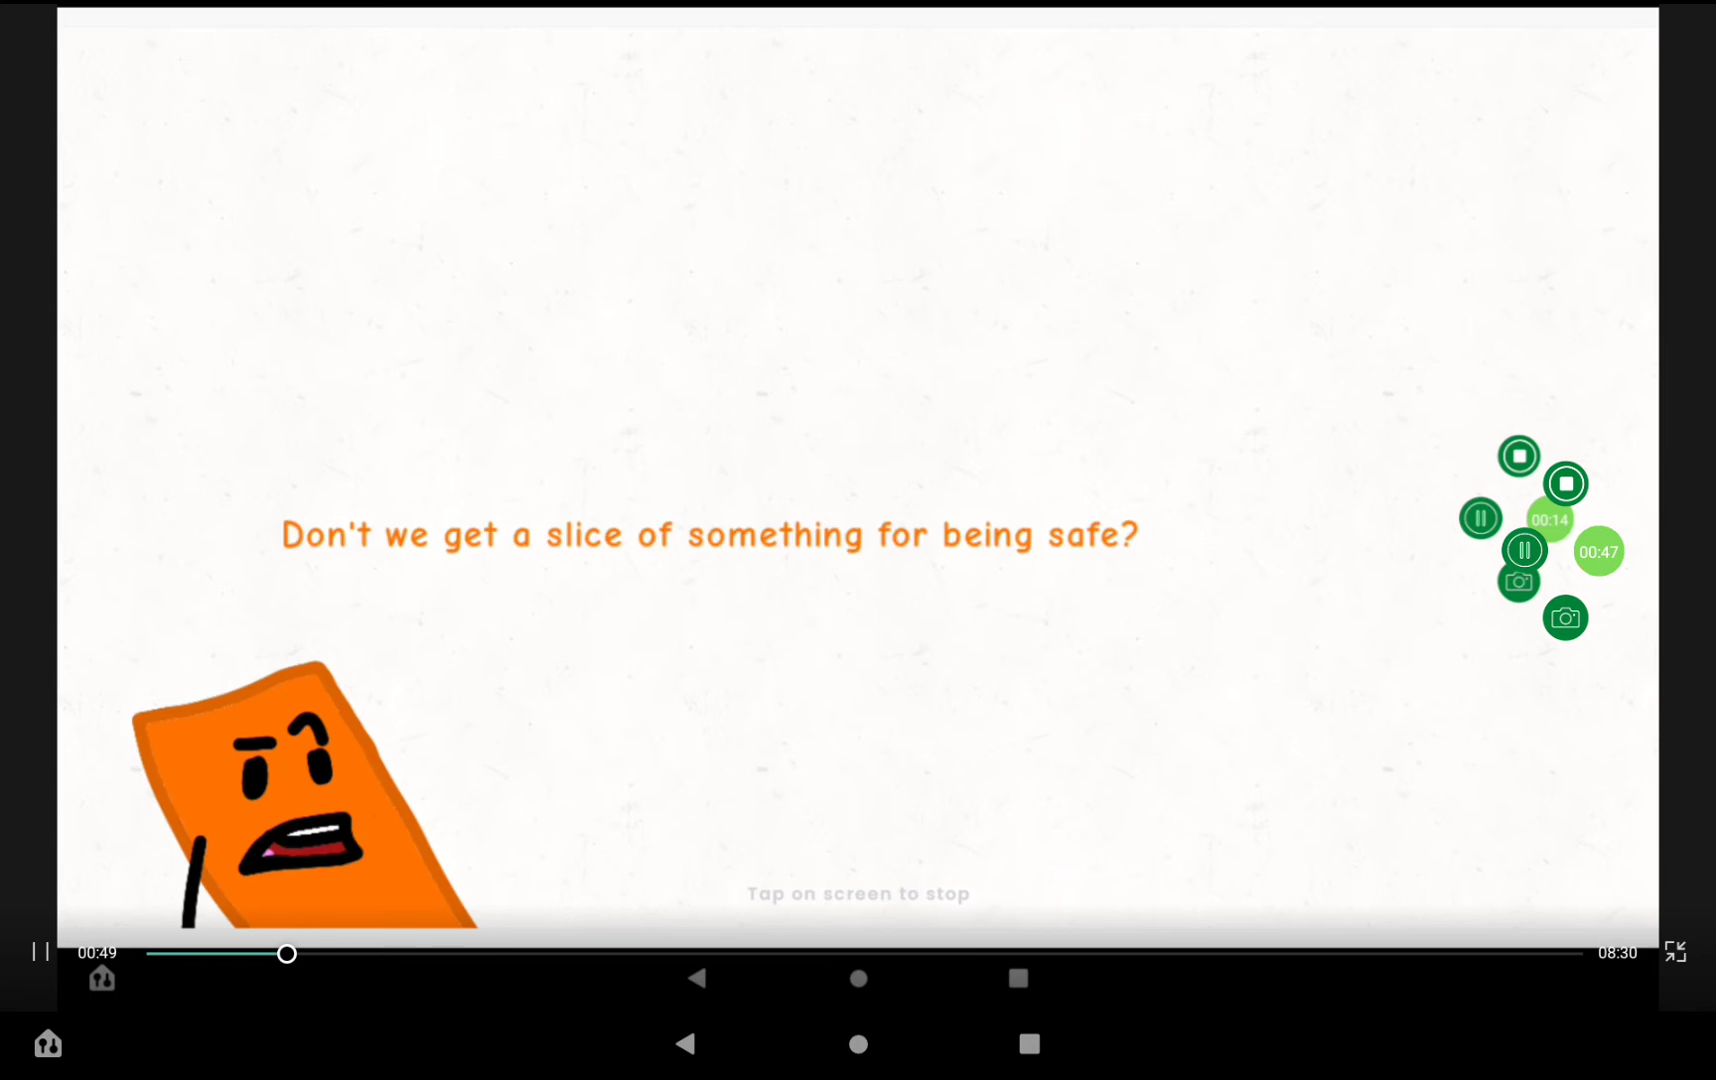 Don't we get a slice of something for being safe?
00:14
00:47
Tap on screen to stop
00:49
08:30